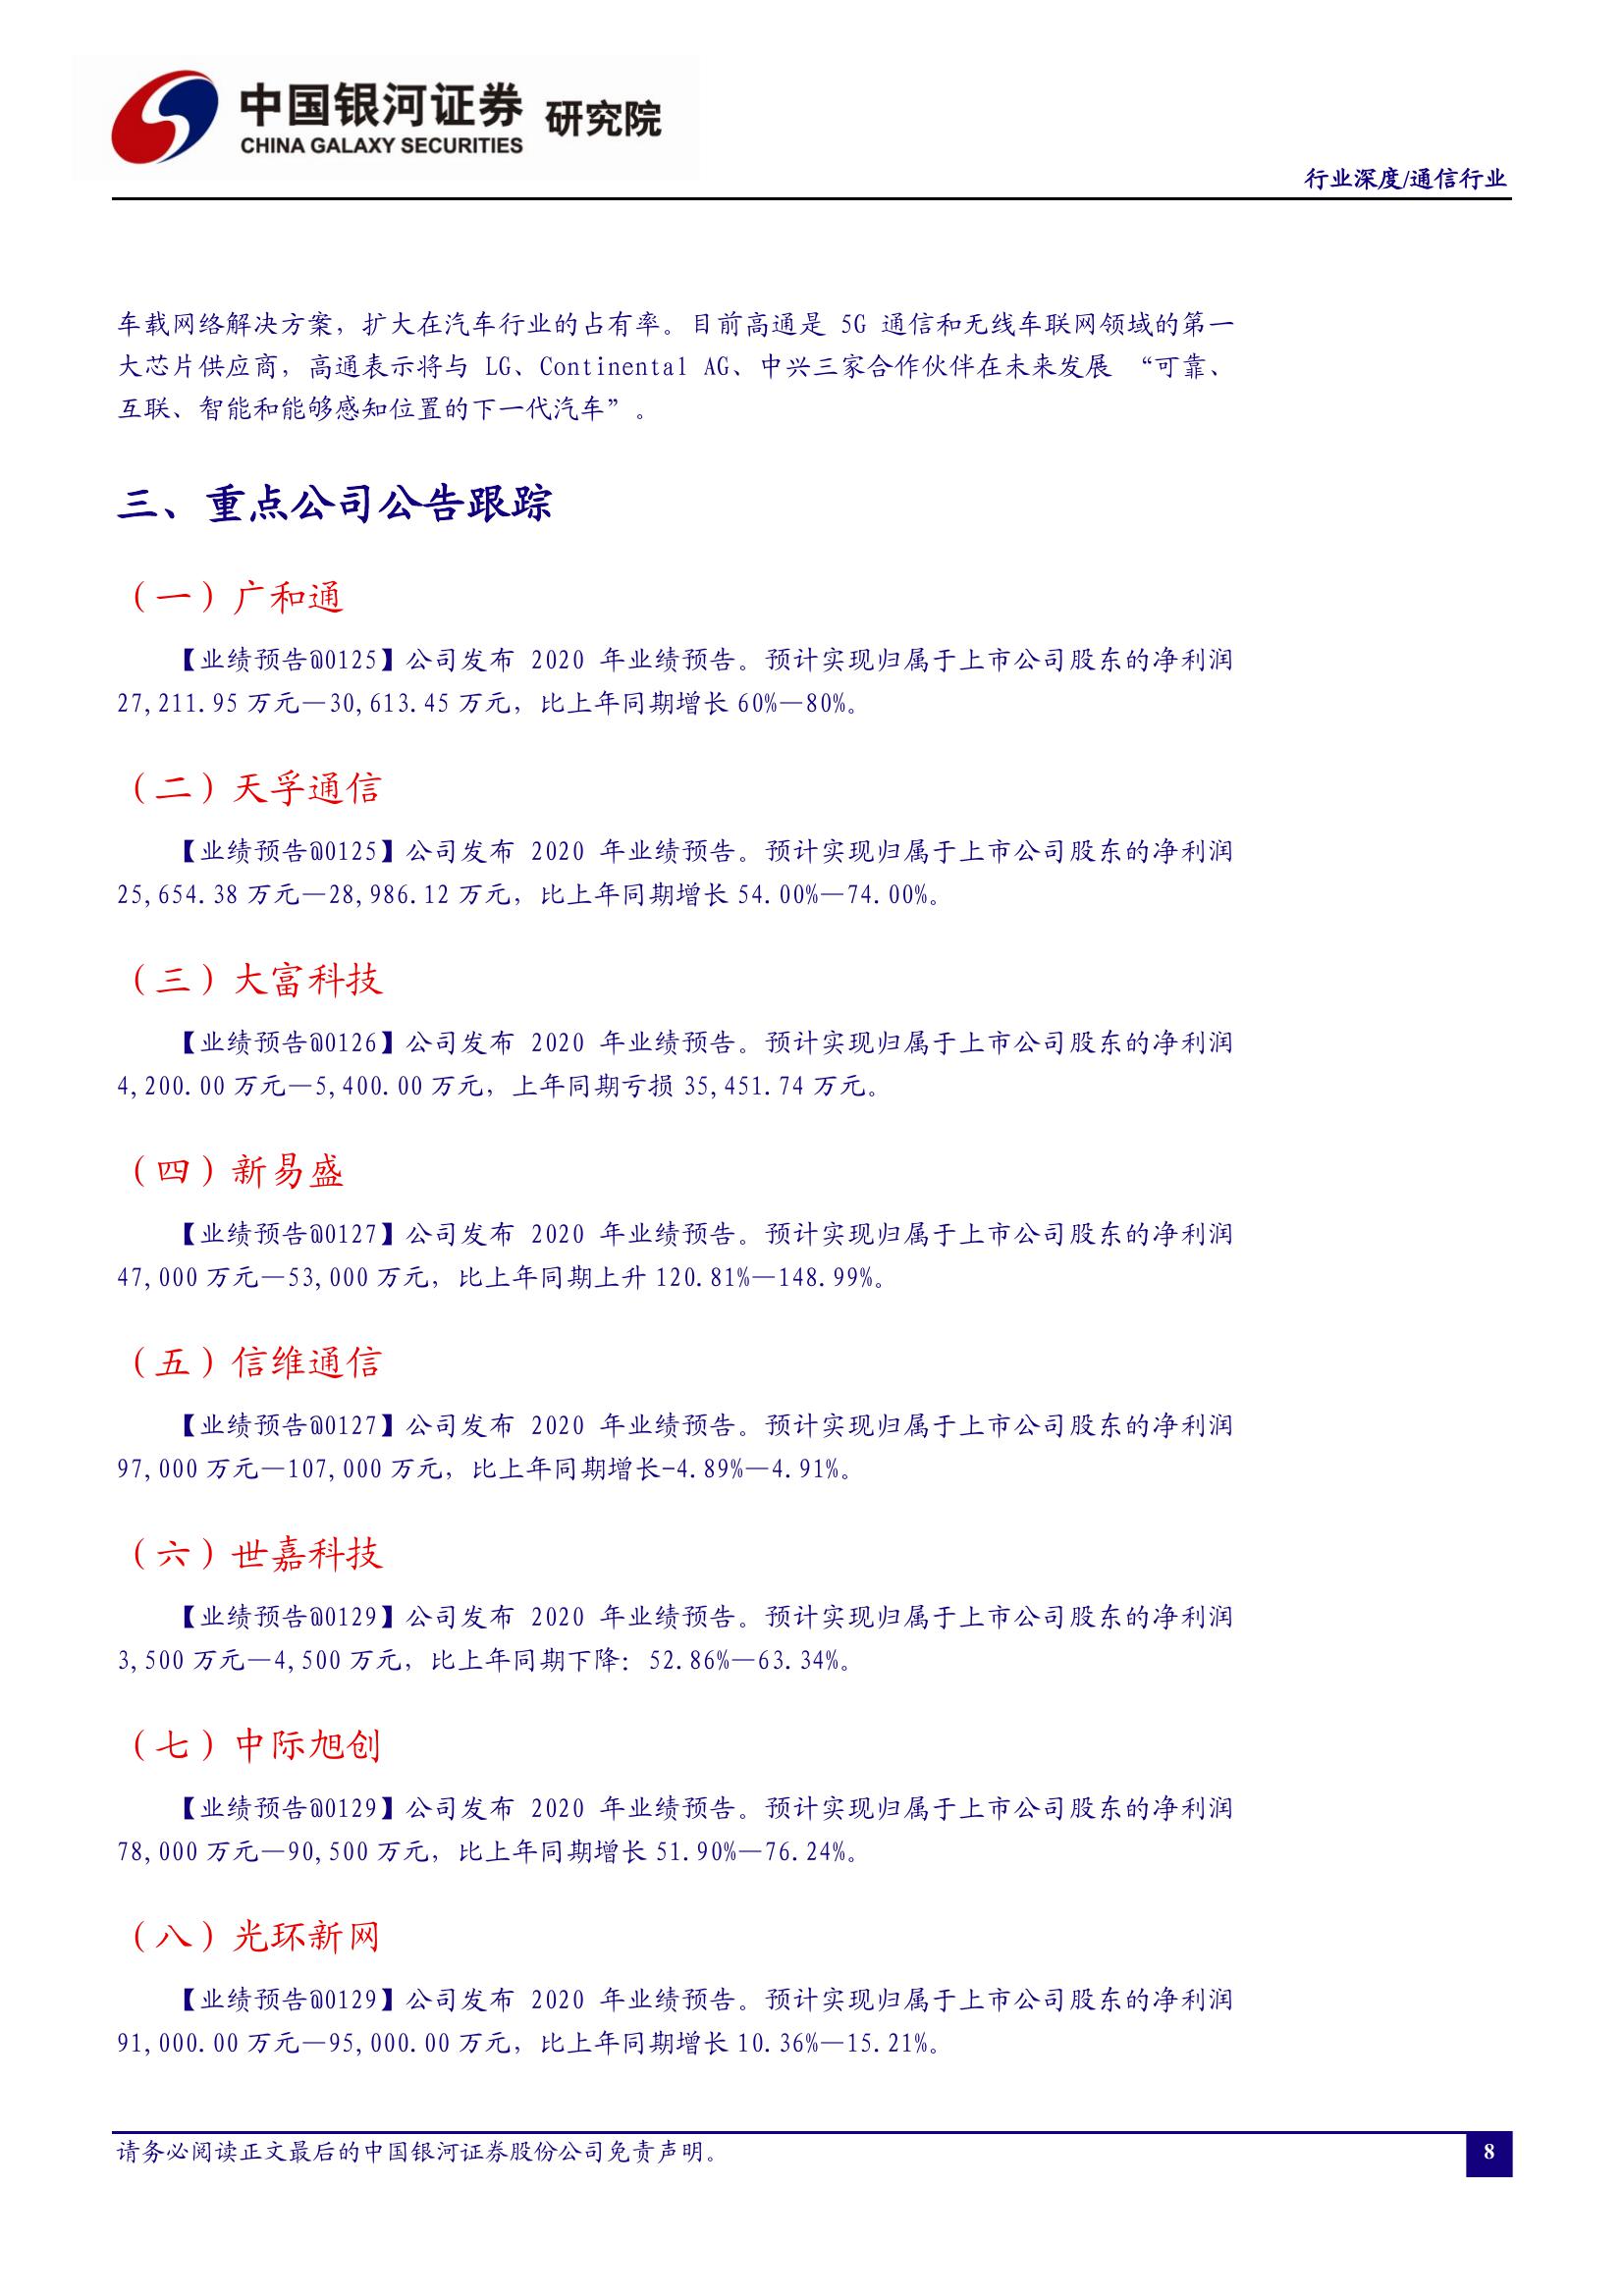 中国银河证券 研究院
CHINA GALAXY SECURITIES
行业深度/通信行业
车载网络解决方案，扩大在汽车行业的占有率。目前高通是 5G 通信和无线车联网领域的第一
大芯片供应商，高通表示将与 LG、Continental AG、中兴三家合作伙伴在未来发展 “可靠、
互联、智能和能够感知位置的下一代汽车”。
三、重点公司公告跟踪
（一）广和通
【业绩预告@0125】公司发布 2020 年业绩预告。预计实现归属于上市公司股东的净利润
27,211.95 万元—30,613.45 万元，比上年同期增长 60%—80%。
（二）天孚通信
【业绩预告@0125】公司发布 2020 年业绩预告。预计实现归属于上市公司股东的净利润
25,654.38 万元—28,986.12 万元，比上年同期增长 54.00%—74.00%。
（三）大富科技
【业绩预告@0126】公司发布 2020 年业绩预告。预计实现归属于上市公司股东的净利润
4,200.00 万元—5,400.00 万元，上年同期亏损 35,451.74 万元。
（四）新易盛
【业绩预告@0127】公司发布 2020 年业绩预告。预计实现归属于上市公司股东的净利润
47,000 万元—53,000 万元，比上年同期上升 120.81%—148.99%。
（五）信维通信
【业绩预告@0127】公司发布 2020 年业绩预告。预计实现归属于上市公司股东的净利润
97,000 万元—107,000 万元，比上年同期增长-4.89%—4.91%。
（六）世嘉科技
【业绩预告@0129】公司发布 2020 年业绩预告。预计实现归属于上市公司股东的净利润
3,500 万元—4,500 万元，比上年同期下降：52.86%—63.34%。
（七）中际旭创
【业绩预告@0129】公司发布 2020 年业绩预告。预计实现归属于上市公司股东的净利润
78,000 万元—90,500 万元，比上年同期增长 51.90%—76.24%。
（八）光环新网
【业绩预告@0129】公司发布 2020 年业绩预告。预计实现归属于上市公司股东的净利润
91,000.00 万元—95,000.00 万元，比上年同期增长 10.36%—15.21%。
请务必阅读正文最后的中国银河证券股份公司免责声明。
8